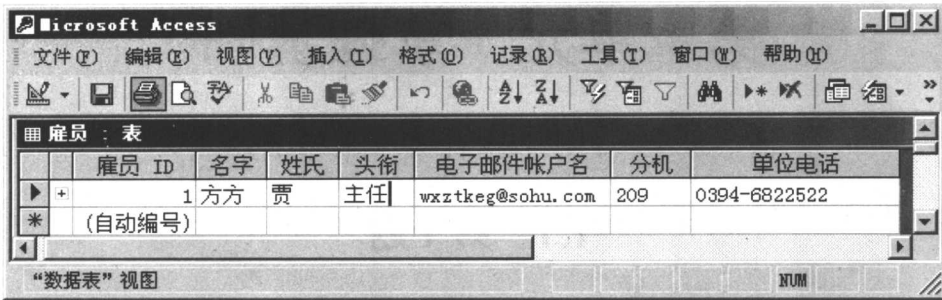 Microsoft Access
文件(F) 编辑(E) 视图(V) 插入(I) 格式(O) 记录(R) 工具(T) 窗口(W) 帮助(H)
雇员 : 表
雇员 ID 名字 姓氏 头衔 电子邮件帐户名 分机 单位电话
1 方方 贾 主任 wxztkeg@sohu.com 209 0394-6822522
(自动编号)
“数据表” 视图 NUM